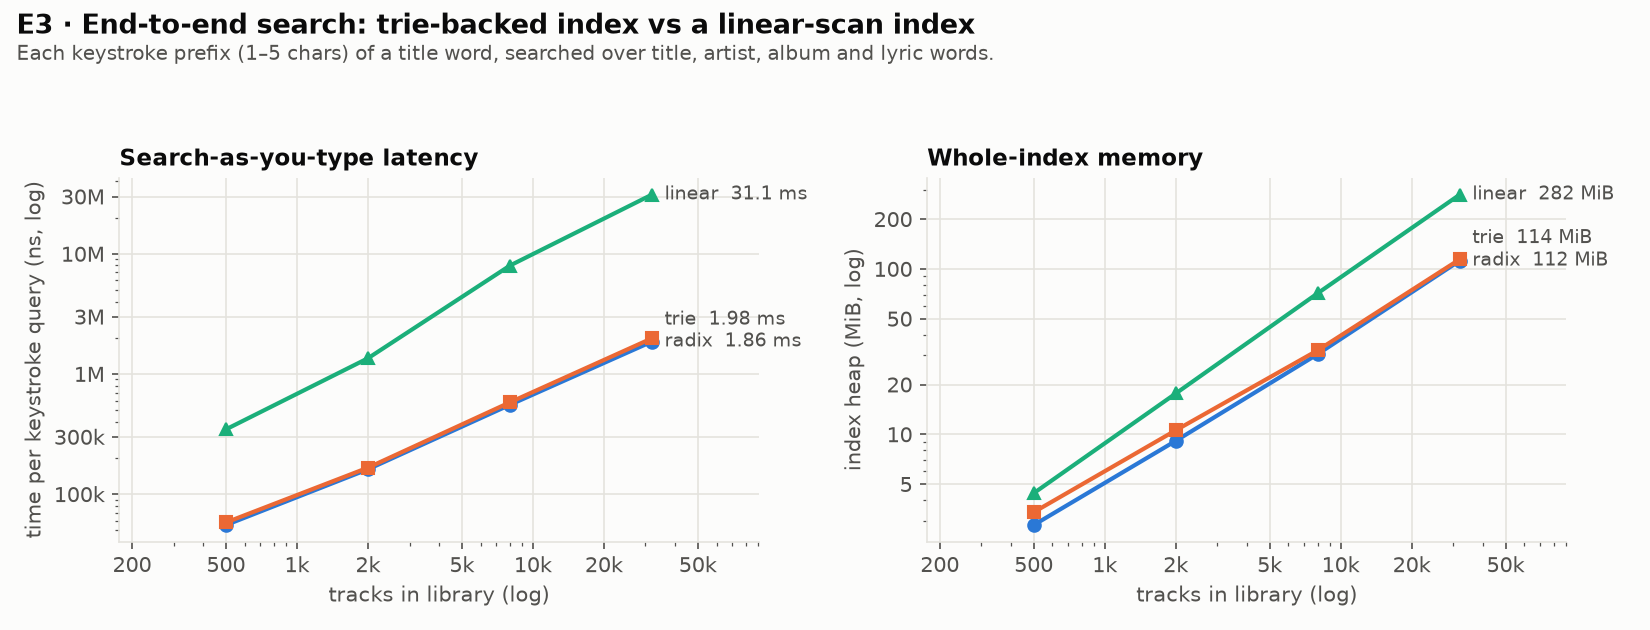 E3 · End-to-end search: trie-backed index vs a linear-scan index
Each keystroke prefix (1–5 chars) of a title word, searched over title, artist, album and lyric words.
Search-as-you-type latency
time per keystroke query (ns, log)
30M
10M
3M
1M
300k
100k
linear 31.1 ms
trie 1.98 ms
radix 1.86 ms
200
500
1k
2k
5k
10k
20k
50k
tracks in library (log)
Whole-index memory
index heap (MiB, log)
200
100
50
20
10
5
linear 282 MiB
trie 114 MiB
radix 112 MiB
200
500
1k
2k
5k
10k
20k
50k
tracks in library (log)